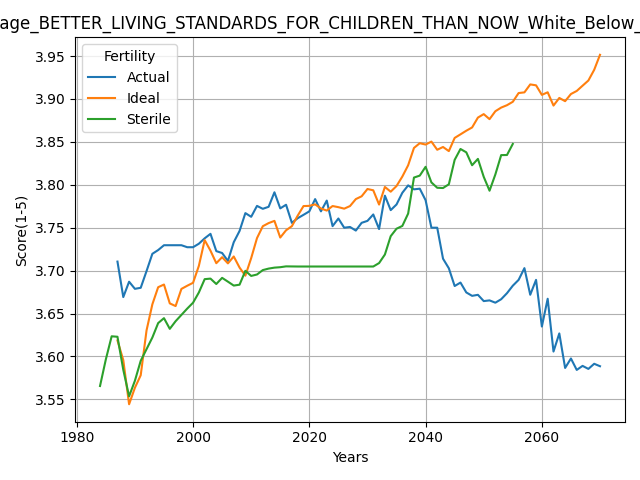 age_BETTER_LIVING_STANDARDS_FOR_CHILDREN_THAN_NOW_White_Below_
Fertility
Actual
Ideal
Sterile
Score(1-5)
3.95
3.90
3.85
3.80
3.75
3.70
3.65
3.60
3.55
1980
2000
2020
2040
2060
Years